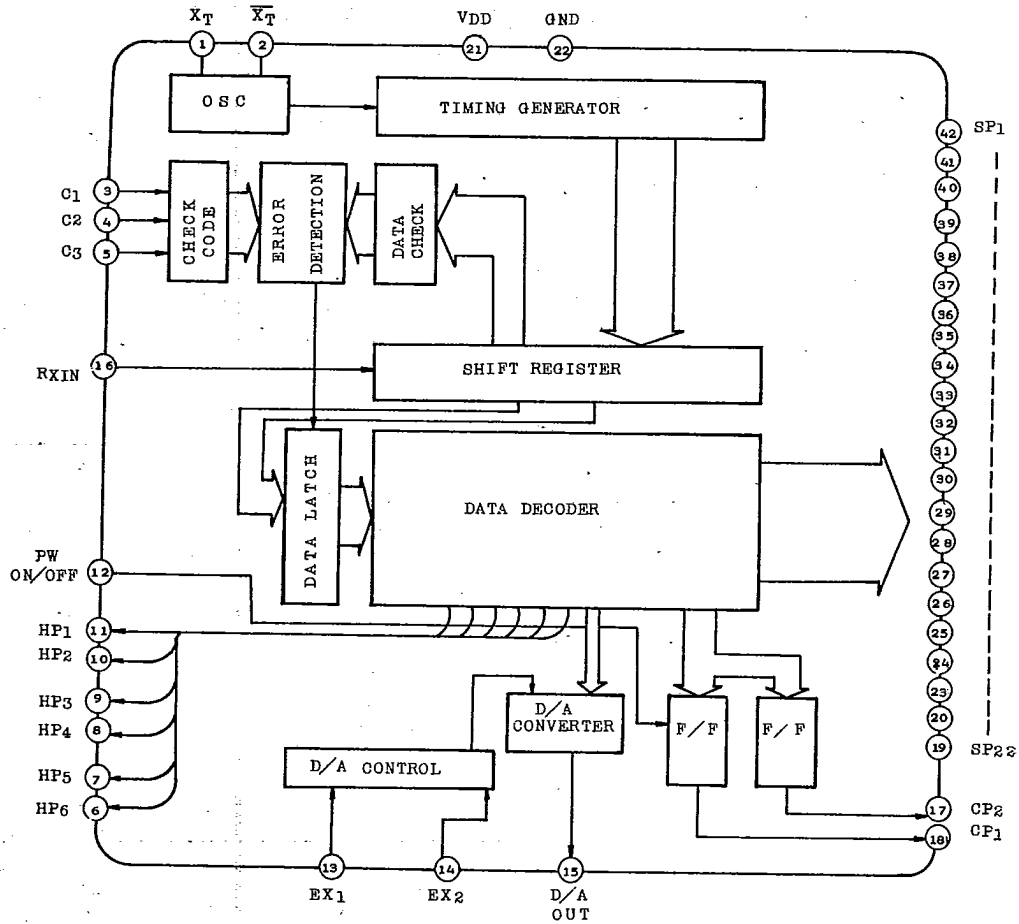 XT
XT
VDD
GND
1
2
21
22
OSC
TIMING GENERATOR
42
SP1
41
40
39
38
37
36
35
34
33
32
31
30
29
28
27
26
25
24
23
20
19
SP22
C1
3
C2
4
C3
5
CHECK
CODE
ERROR
DETECTION
DATA
CHECK
RXIN
16
SHIFT REGISTER
DATA LATCH
DATA DECODER
PW
ON/OFF
12
HP1
11
HP2
10
HP3
9
HP4
8
HP5
7
HP6
6
D/A
CONVERTER
F/F
F/F
D/A CONTROL
17
CP2
18
CP1
13
14
15
EX1
EX2
D/A
OUT